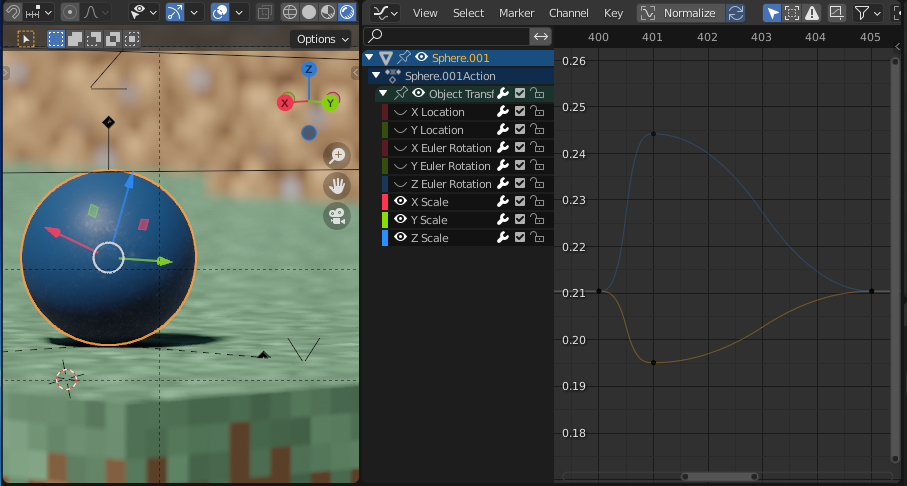 View Select Marker Channel Key Normalize
Options
Z
X Y
Sphere.001
Sphere.001Action
Object Transf
X Location
Y Location
X Euler Rotation
Y Euler Rotation
Z Euler Rotation
X Scale
Y Scale
Z Scale
400 401 402 403 404 405
0.26
0.25
0.24
0.23
0.22
0.21
0.20
0.19
0.18